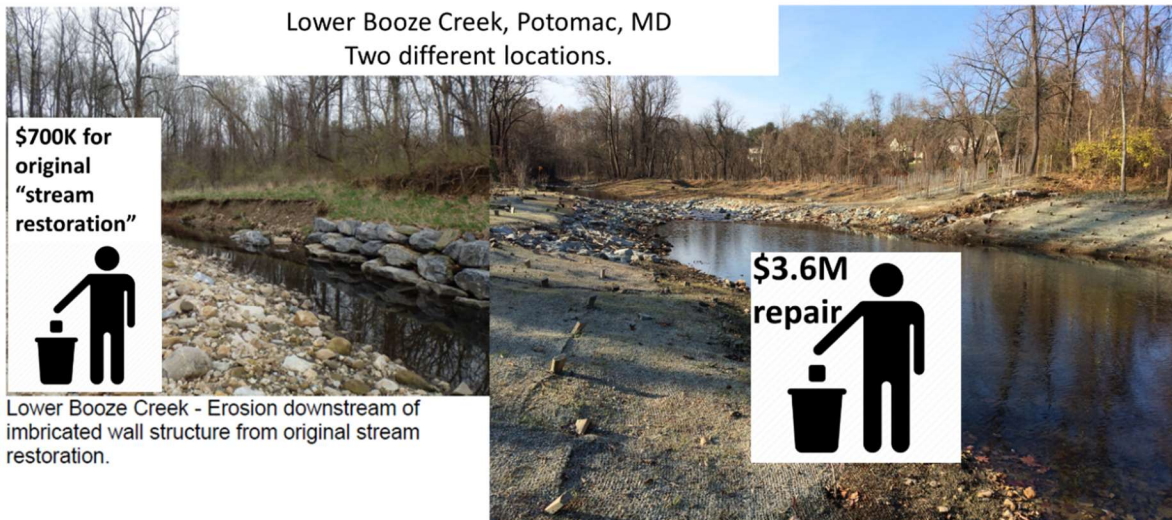 Lower Booze Creek, Potomac, MD
Two different locations.
$700K for
original
“stream
restoration”
$3.6M
repair
Lower Booze Creek - Erosion downstream of
imbricated wall structure from original stream
restoration.